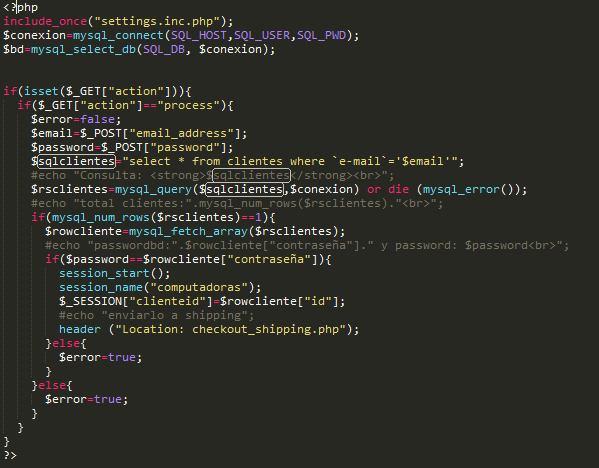 <?php
include_once("settings.inc.php");
$conexion=mysql_connect(SQL_HOST,SQL_USER,SQL_PWD);
$bd=mysql_select_db(SQL_DB, $conexion);
if(isset($_GET["action"])){
if($_GET["action"]=="process"){
$error=false;
$email=$_POST["email_address"];
$password=$_POST["password"];
$sqlclientes="select * from clientes where `e-mail`='$email'";
#echo "Consulta: <strong>$sqlclientes</strong><br>";
$rsclientes=mysql_query($sqlclientes,$conexion) or die (mysql_error());
#echo "total clientes:".mysql_num_rows($rsclientes)."<br>";
if(mysql_num_rows($rsclientes)==1){
$rowcliente=mysql_fetch_array($rsclientes);
#echo "passwordbd:".$rowcliente["contraseña"]." y password: $password<br>";
if($password==$rowcliente["contraseña"]){
session_start();
session_name("computadoras");
$_SESSION["clienteid"]=$rowcliente["id"];
#echo "enviarlo a shipping";
header ("Location: checkout_shipping.php");
}else{
$error=true;
}
}else{
$error=true;
}
}
}
?>